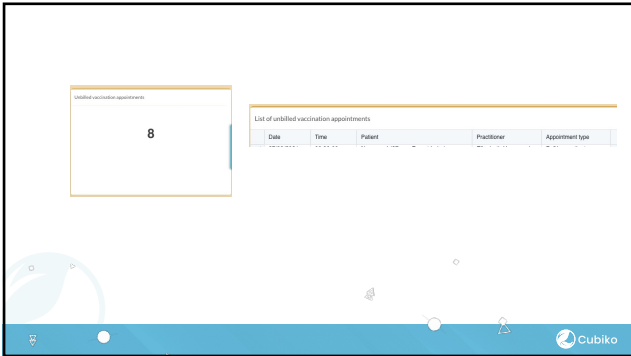 Unbilled vaccination appointments
8
List of unbilled vaccination appointments
Date Time Patient Practitioner Appointment type
Cubiko